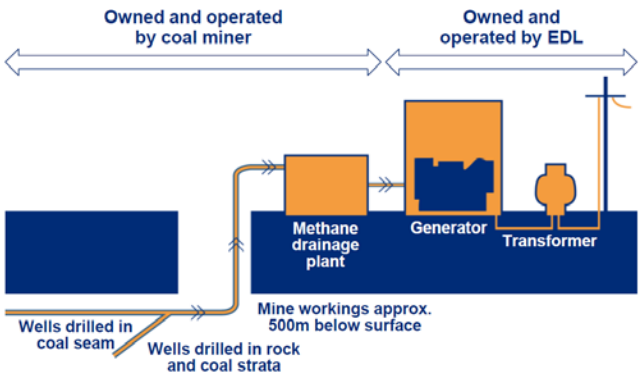 Owned and operated
by coal miner
Owned and
operated by EDL
Methane
drainage
plant
Generator
Transformer
Wells drilled in
coal seam
Wells drilled in rock
and coal strata
Mine workings approx.
500m below surface